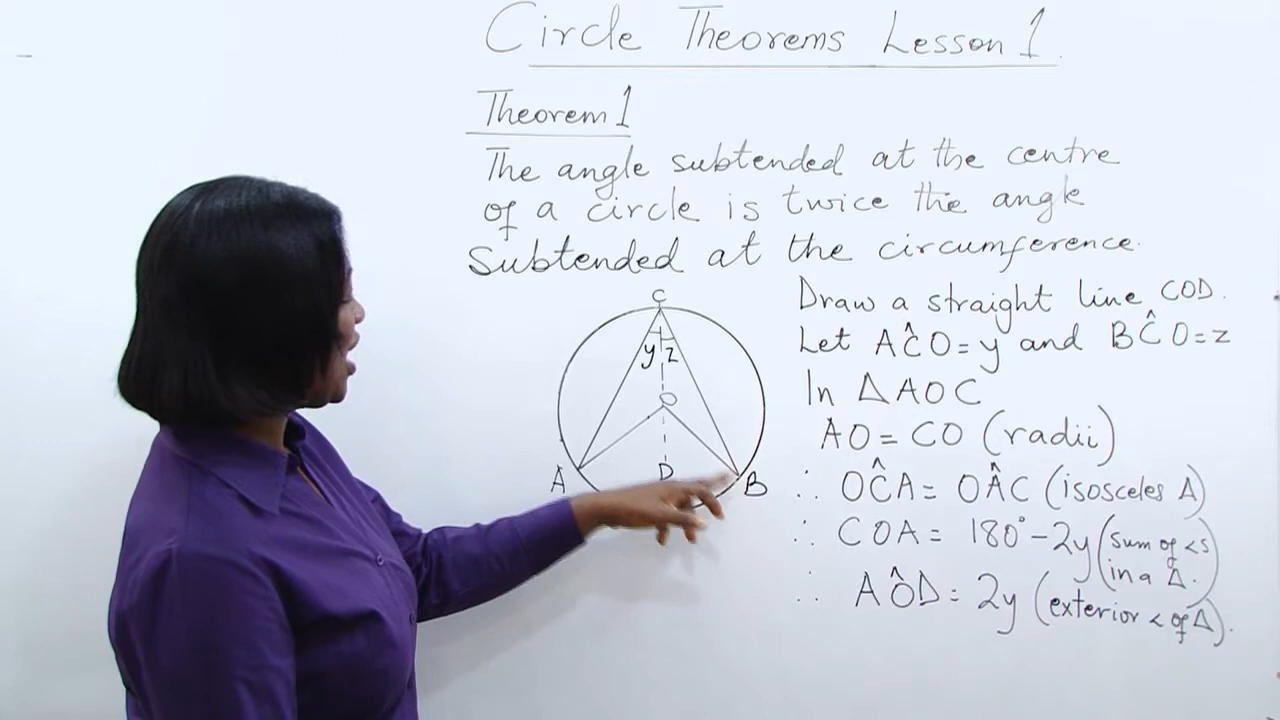 Circle Theorems Lesson 1
Theorem 1
The angle subtended at the centre
of a circle is twice the angle
Subtended at the circumference.
C
y z
O
A D B
Draw a straight line COD.
Let AĈO = y and BĈO = z
In △AOC
AO = CO (radii)
∴ OĈA = OÂC (isosceles △)
∴ COA = 180° - 2y (sum of <s
in a △.)
∴ AÔD = 2y (exterior < of △).